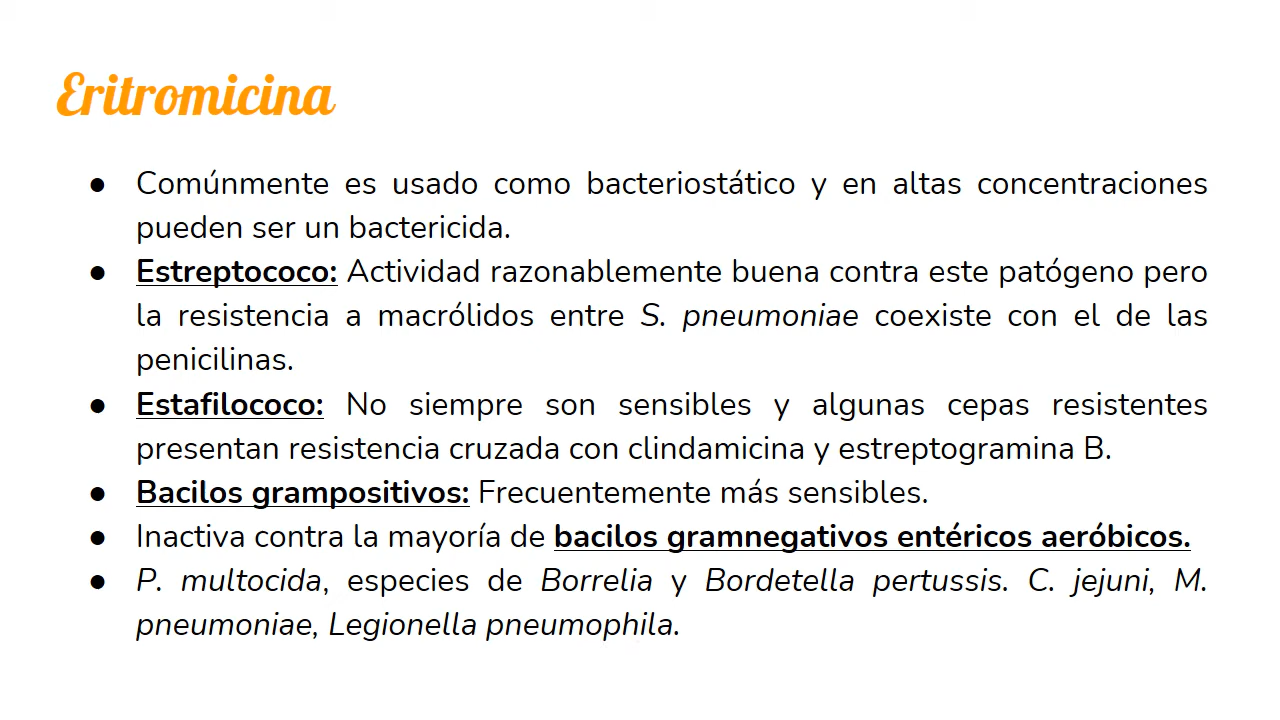 Eritromicina
● Comúnmente es usado como bacteriostático y en altas concentraciones
pueden ser un bactericida.
● Estreptococo: Actividad razonablemente buena contra este patógeno pero
la resistencia a macrólidos entre S. pneumoniae coexiste con el de las
penicilinas.
● Estafilococo: No siempre son sensibles y algunas cepas resistentes
presentan resistencia cruzada con clindamicina y estreptogramina B.
● Bacilos grampositivos: Frecuentemente más sensibles.
● Inactiva contra la mayoría de bacilos gramnegativos entéricos aeróbicos.
● P. multocida, especies de Borrelia y Bordetella pertussis. C. jejuni, M.
pneumoniae, Legionella pneumophila.